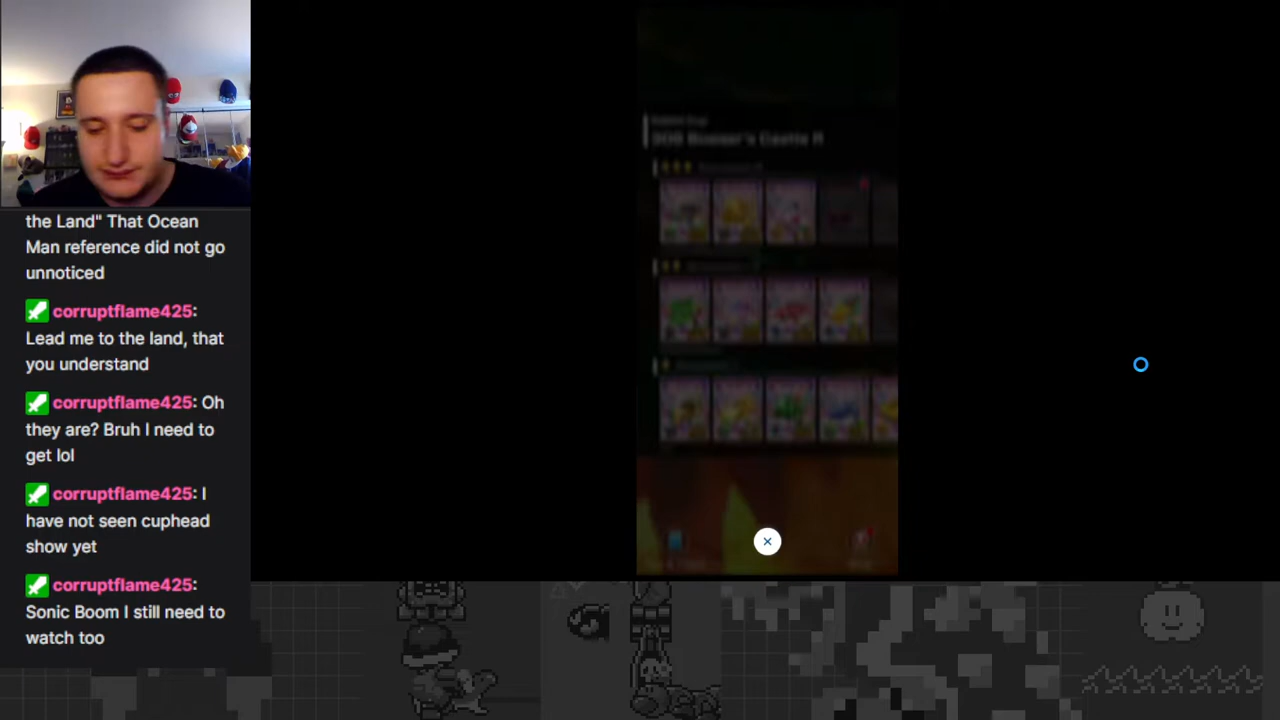 the Land" That Ocean
Man reference did not go
unnoticed
corruptflame425:
Lead me to the land, that
you understand
corruptflame425: Oh
they are? Bruh I need to
get lol
corruptflame425: I
have not seen cuphead
show yet
corruptflame425:
Sonic Boom I still need to
watch too
Bowser's Castle